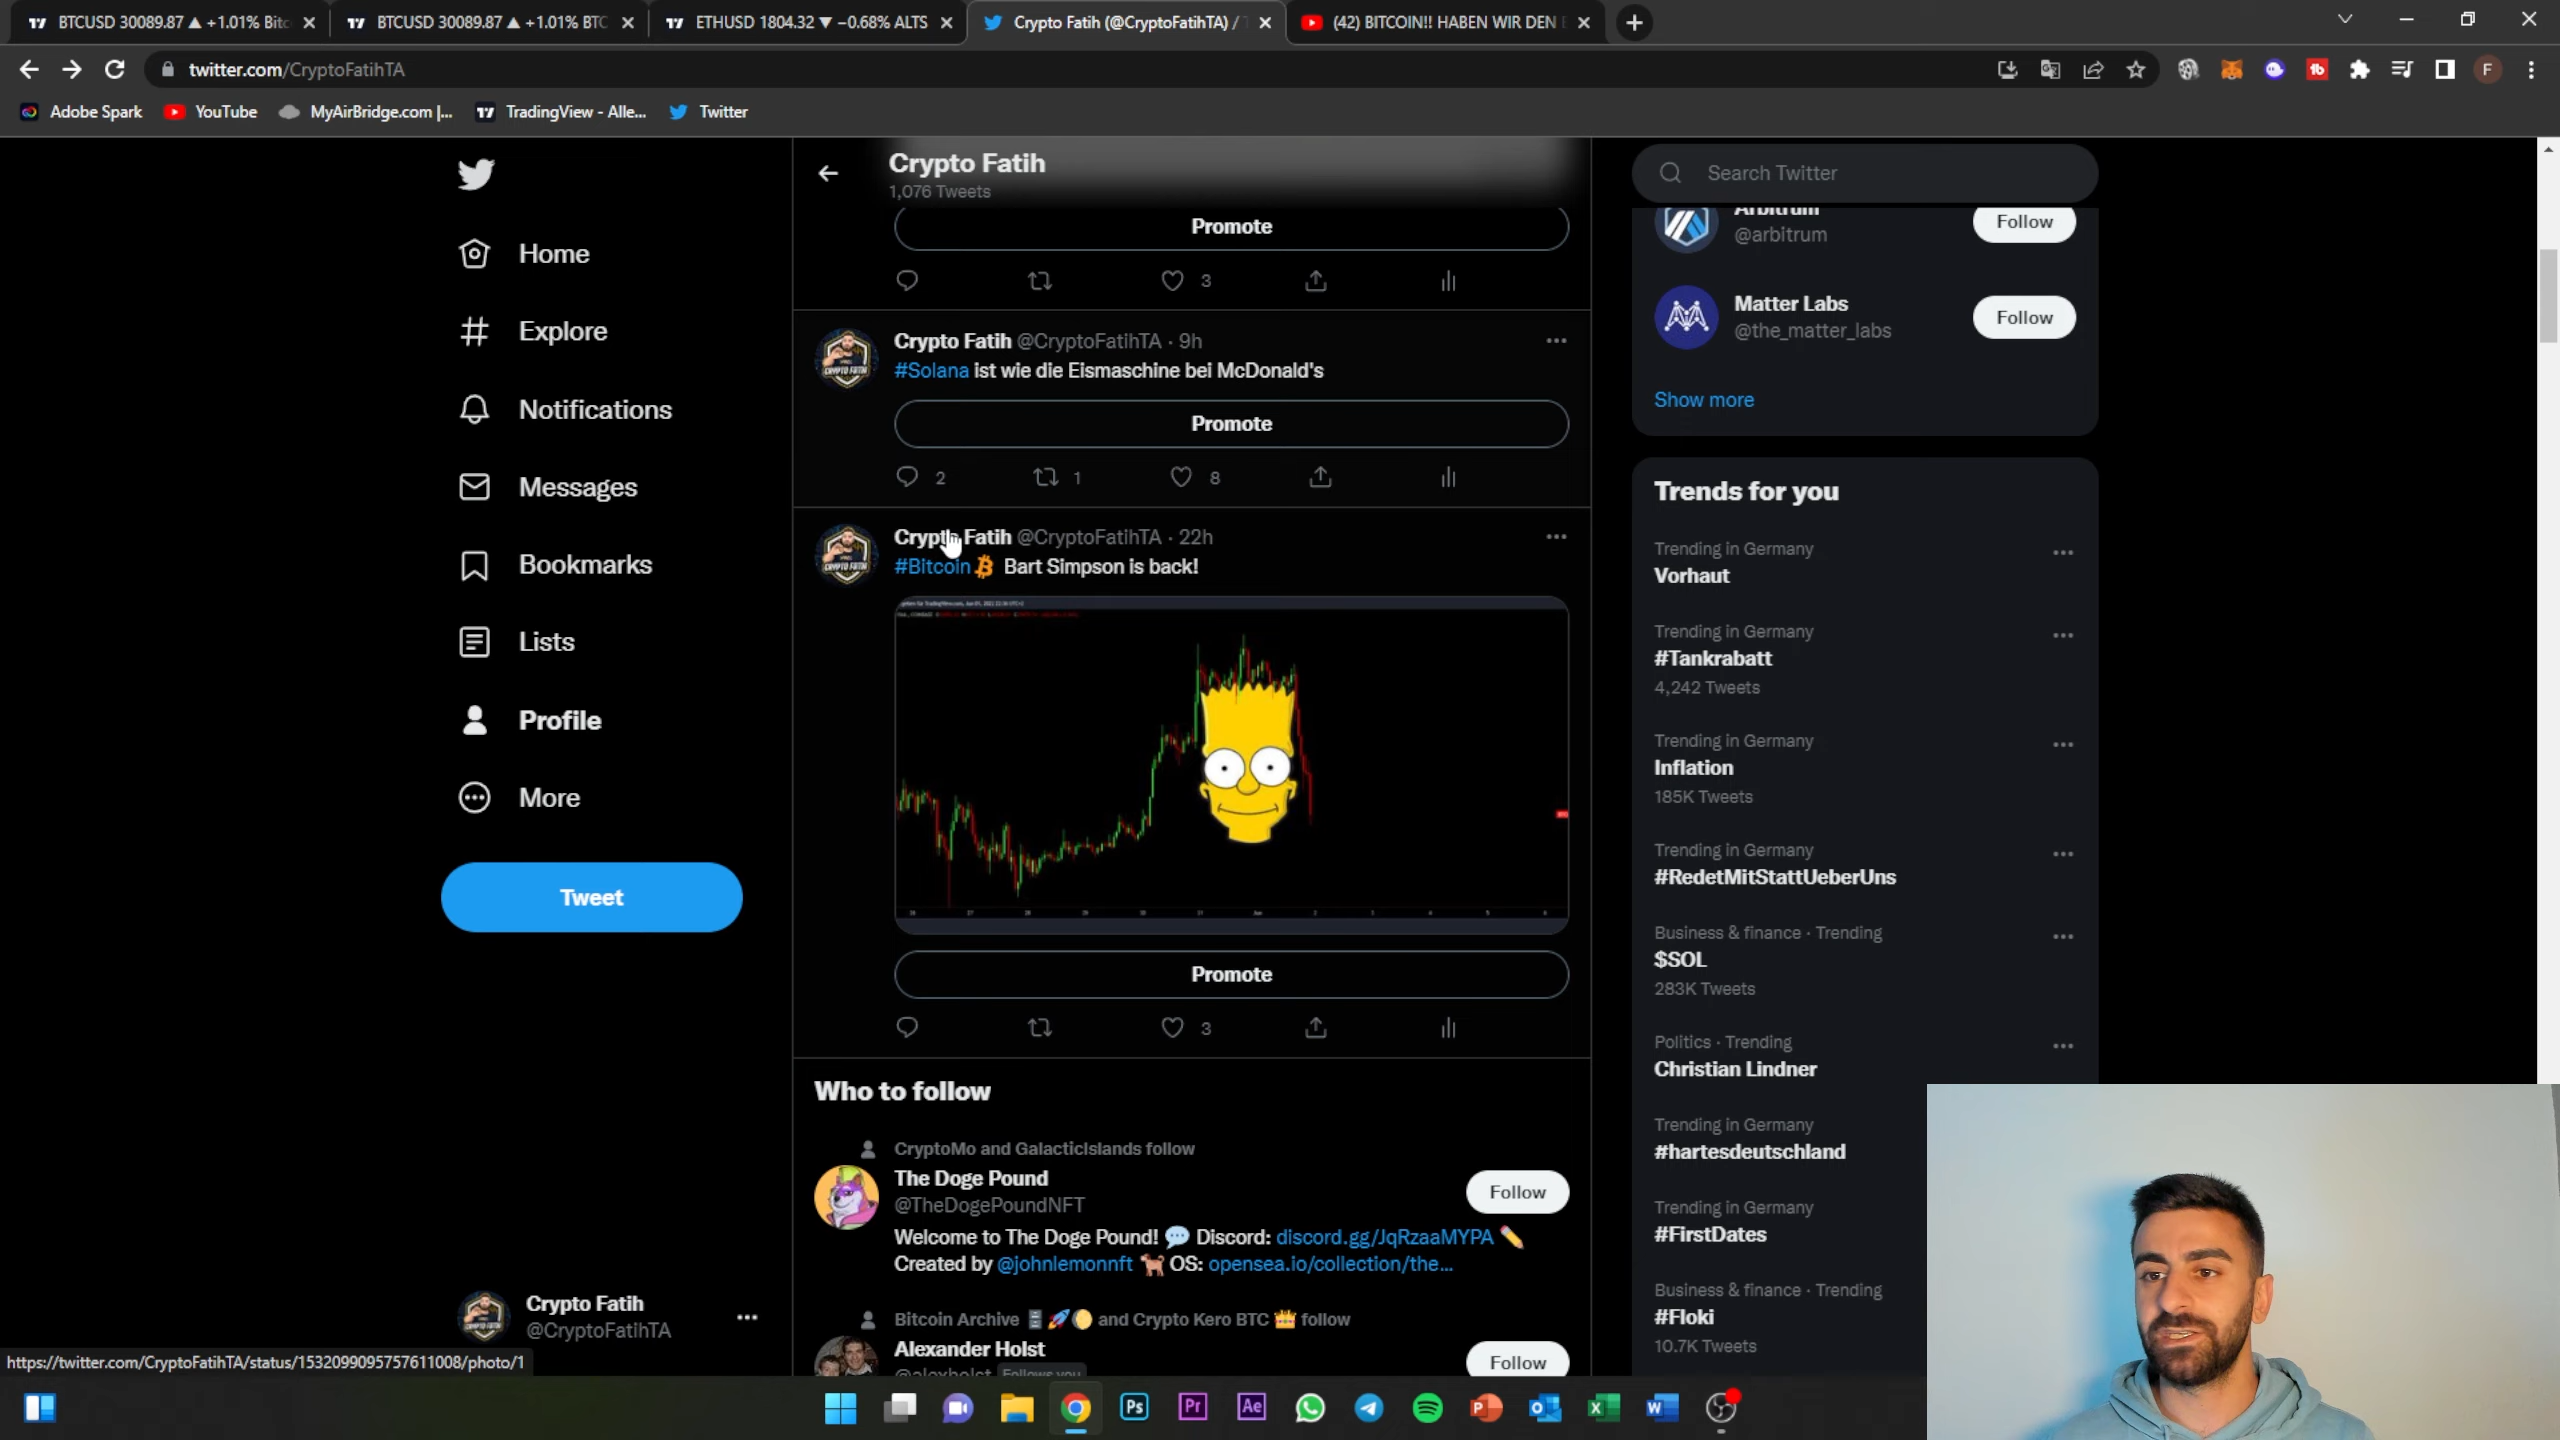 BTCUSD 30089.87 ▲ +1.01% Bitc
BTCUSD 30089.87 ▲ +1.01% BTC
ETHUSD 1804.32 ▼ −0.68% ALTS
Crypto Fatih (@CryptoFatihTA) / T
(42) BITCOIN!! HABEN WIR DEN
twitter.com/CryptoFatihTA
Adobe Spark
YouTube
MyAirBridge.com |...
TradingView - Alle...
Twitter
Home
Explore
Notifications
Messages
Bookmarks
Lists
Profile
More
Tweet
Crypto Fatih
@CryptoFatihTA
https://twitter.com/CryptoFatihTA/status/1532099095757611008/photo/1
Crypto Fatih
1,076 Tweets
Promote
3
Crypto Fatih @CryptoFatihTA · 9h
#Solana ist wie die Eismaschine bei McDonald's
Promote
2 1 8
Crypto Fatih @CryptoFatihTA · 22h
#Bitcoin Bart Simpson is back!
Promote
3
Who to follow
CryptoMo and GalacticIslands follow
The Doge Pound
@TheDogePoundNFT
Follow
Welcome to The Doge Pound! 💬 Discord: discord.gg/JqRzaaMYPA ✏️
Created by @johnlemonnft 🐕 OS: opensea.io/collection/the...
Bitcoin Archive 🗄️🚀🌔 and Crypto Kero BTC 👑 follow
Alexander Holst
@alexholst Follows you
Follow
Search Twitter
Arbitrum
@arbitrum
Follow
Matter Labs
@the_matter_labs
Follow
Show more
Trends for you
Trending in Germany
Vorhaut
Trending in Germany
#Tankrabatt
4,242 Tweets
Trending in Germany
Inflation
185K Tweets
Trending in Germany
#RedetMitStattUeberUns
Business & finance · Trending
$SOL
283K Tweets
Politics · Trending
Christian Lindner
Trending in Germany
#hartesdeutschland
Trending in Germany
#FirstDates
Business & finance · Trending
#Floki
10.7K Tweets